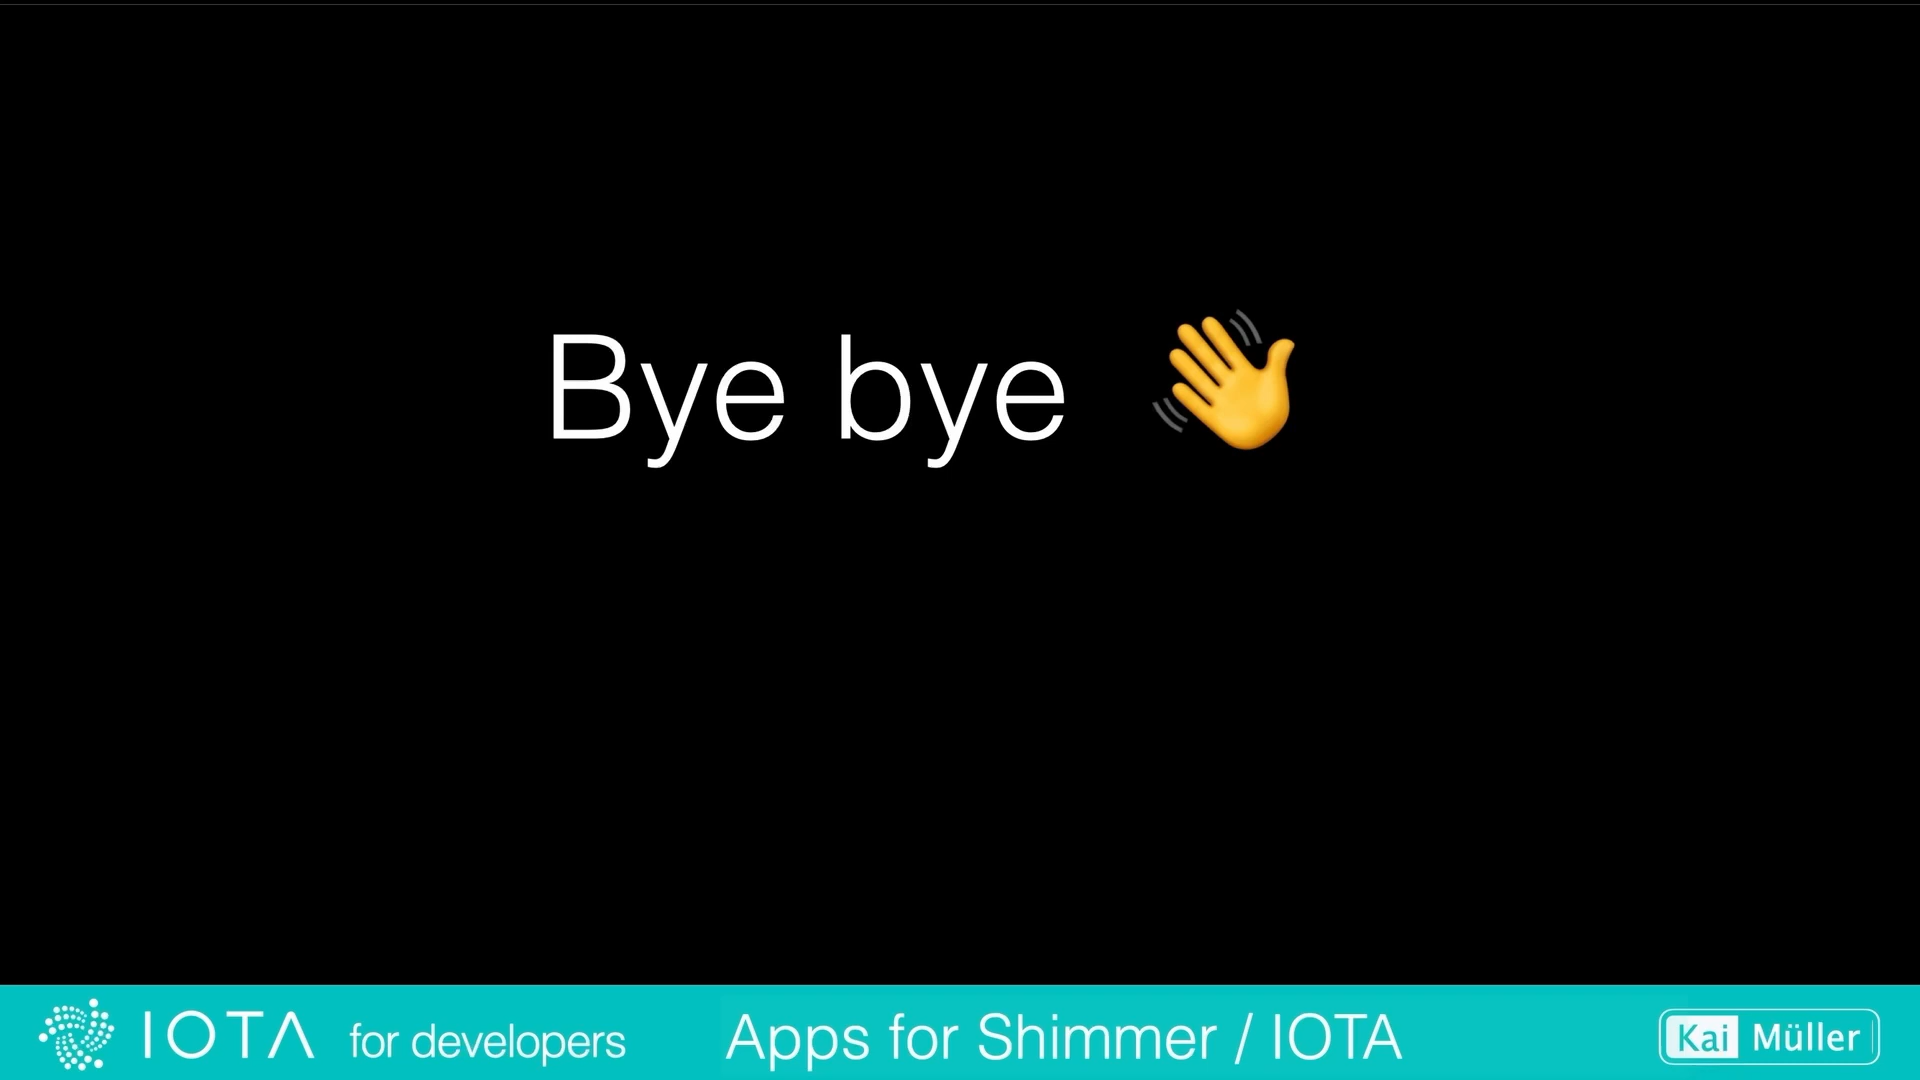 Bye bye 👋
IOTA for developers
Apps for Shimmer / IOTA
Kai Müller